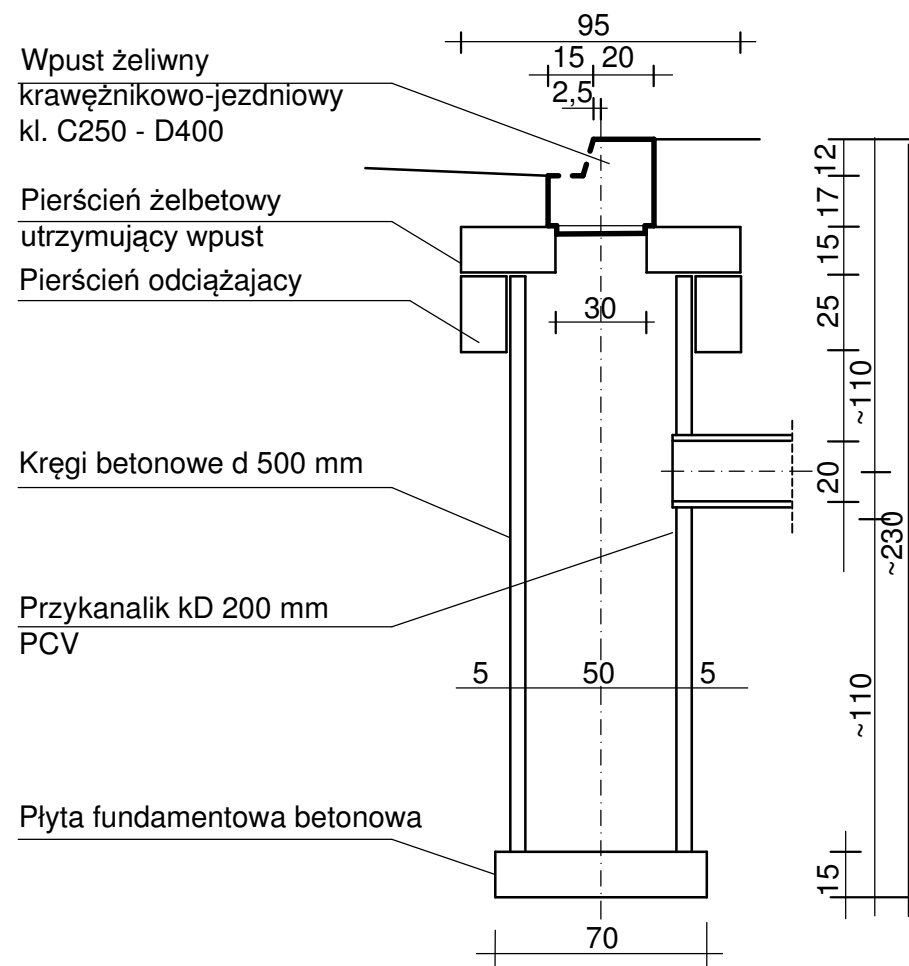 95
15 20
2,5
Wpust żeliwny
krawężnikowo-jezdniowy
kl. C250 - D400
Pierścień żelbetowy
utrzymujący wpust
Pierścień odciążajacy
30
Kręgi betonowe d 500 mm
Przykanalik kD 200 mm
PCV
5 50 5
Płyta fundamentowa betonowa
70
12
17
15
25
~110
20
~230
~110
15